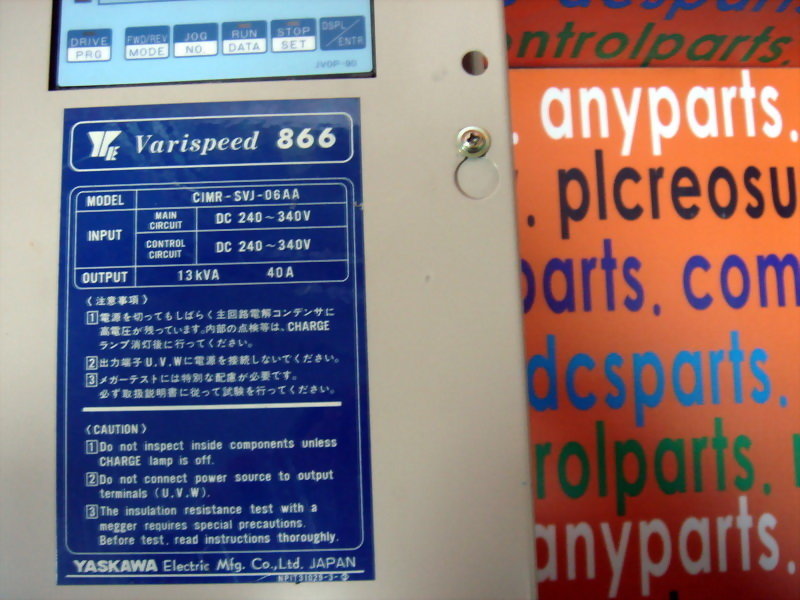 DRIVE PRG
FWD/REV MODE
JOG NO.
RUN DATA
STOP SET
DSPL/ENTR
JVOP-90
Varispeed 866
MODEL CIMR-SVJ-06AA
INPUT
MAIN CIRCUIT DC 240~340V
CONTROL CIRCUIT DC 240~340V
OUTPUT 13kVA 40A
〈注意事項〉
1 電源を切ってもしばらく主回路電解コンデンサに
高電圧が残っています。内部の点検等は、CHARGE
ランプ消灯後に行ってください。
2 出力端子U.V.Wに電源を接続しないでください。
3 メガーテストには特別な配慮が必要です。
必ず取扱説明書に従って試験を行ってください。
〈CAUTION〉
1 Do not inspect inside components unless
CHARGE lamp is off.
2 Do not connect power source to output
terminals (U.V.W).
3 The insulation resistance test with a
megger requires special precautions.
Before test, read instructions thoroughly.
YASKAWA Electric Mfg. Co., Ltd. JAPAN
dcsparts
ntrolparts.
. anyparts.
. plcreosu
parts. com
dcsparts.
rolparts.
anyparts.